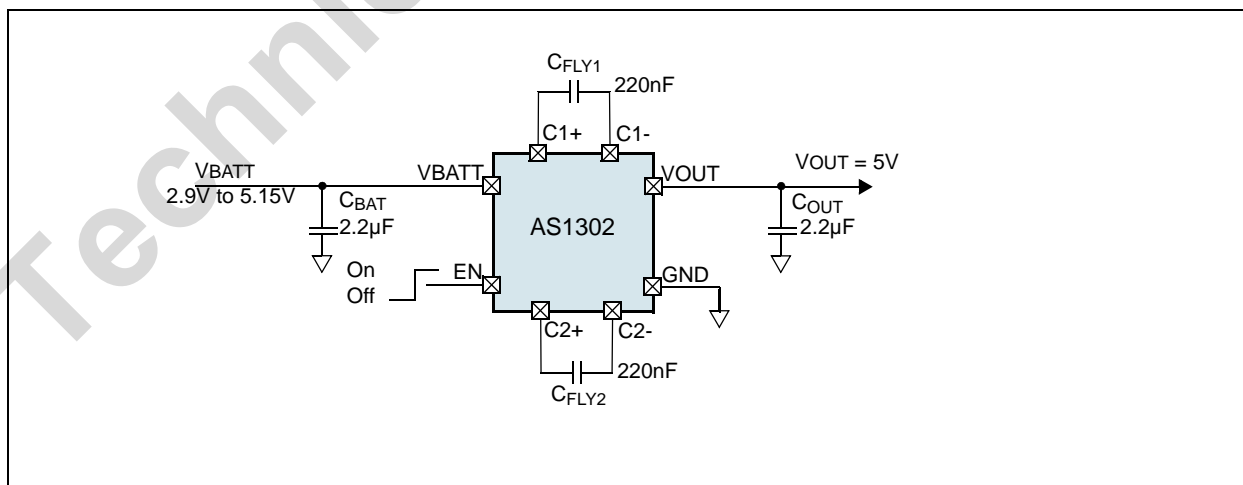 Techni
CFLY1
220nF
C1+ C1-
VBATT
2.9V to 5.15V
VBATT
VOUT
VOUT = 5V
CBAT
2.2µF
AS1302
COUT
2.2µF
On
Off
EN
GND
C2+ C2-
220nF
CFLY2